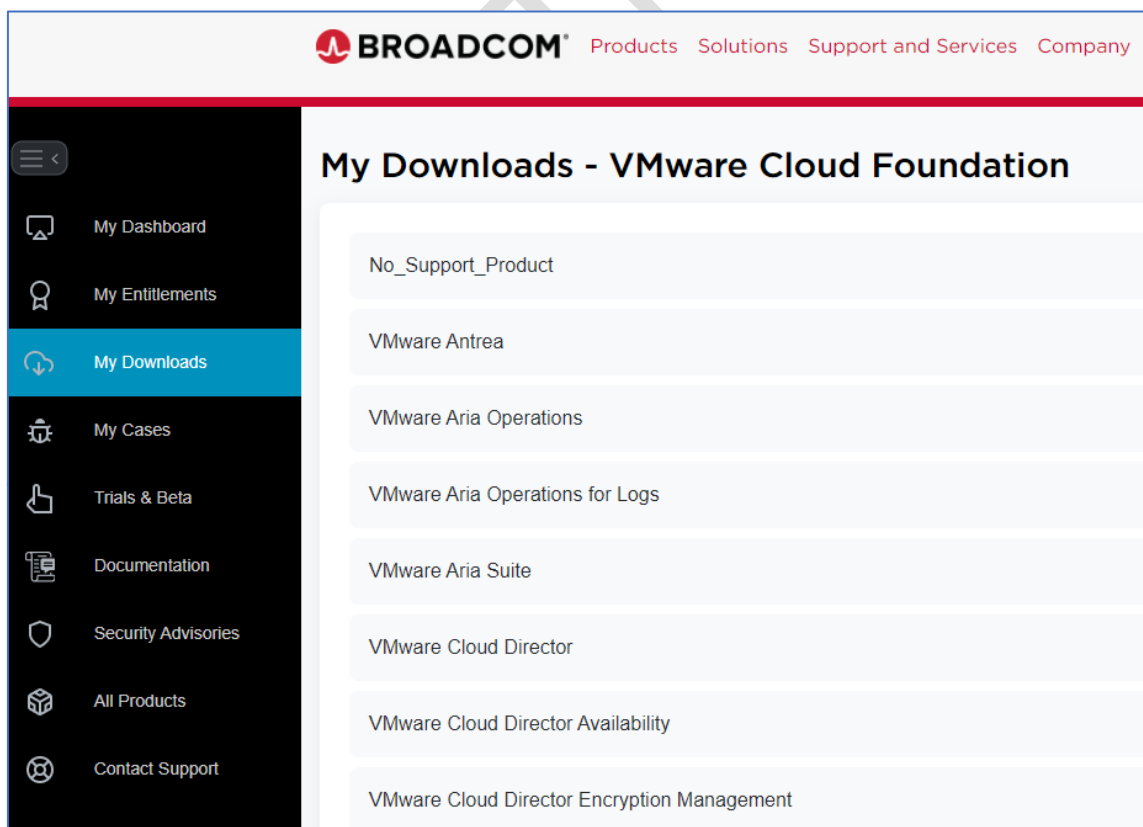 BROADCOM® Products Solutions Support and Services Company
My Downloads - VMware Cloud Foundation
My Dashboard
My Entitlements
My Downloads
My Cases
Trials & Beta
Documentation
Security Advisories
All Products
Contact Support
No_Support_Product
VMware Antrea
VMware Aria Operations
VMware Aria Operations for Logs
VMware Aria Suite
VMware Cloud Director
VMware Cloud Director Availability
VMware Cloud Director Encryption Management